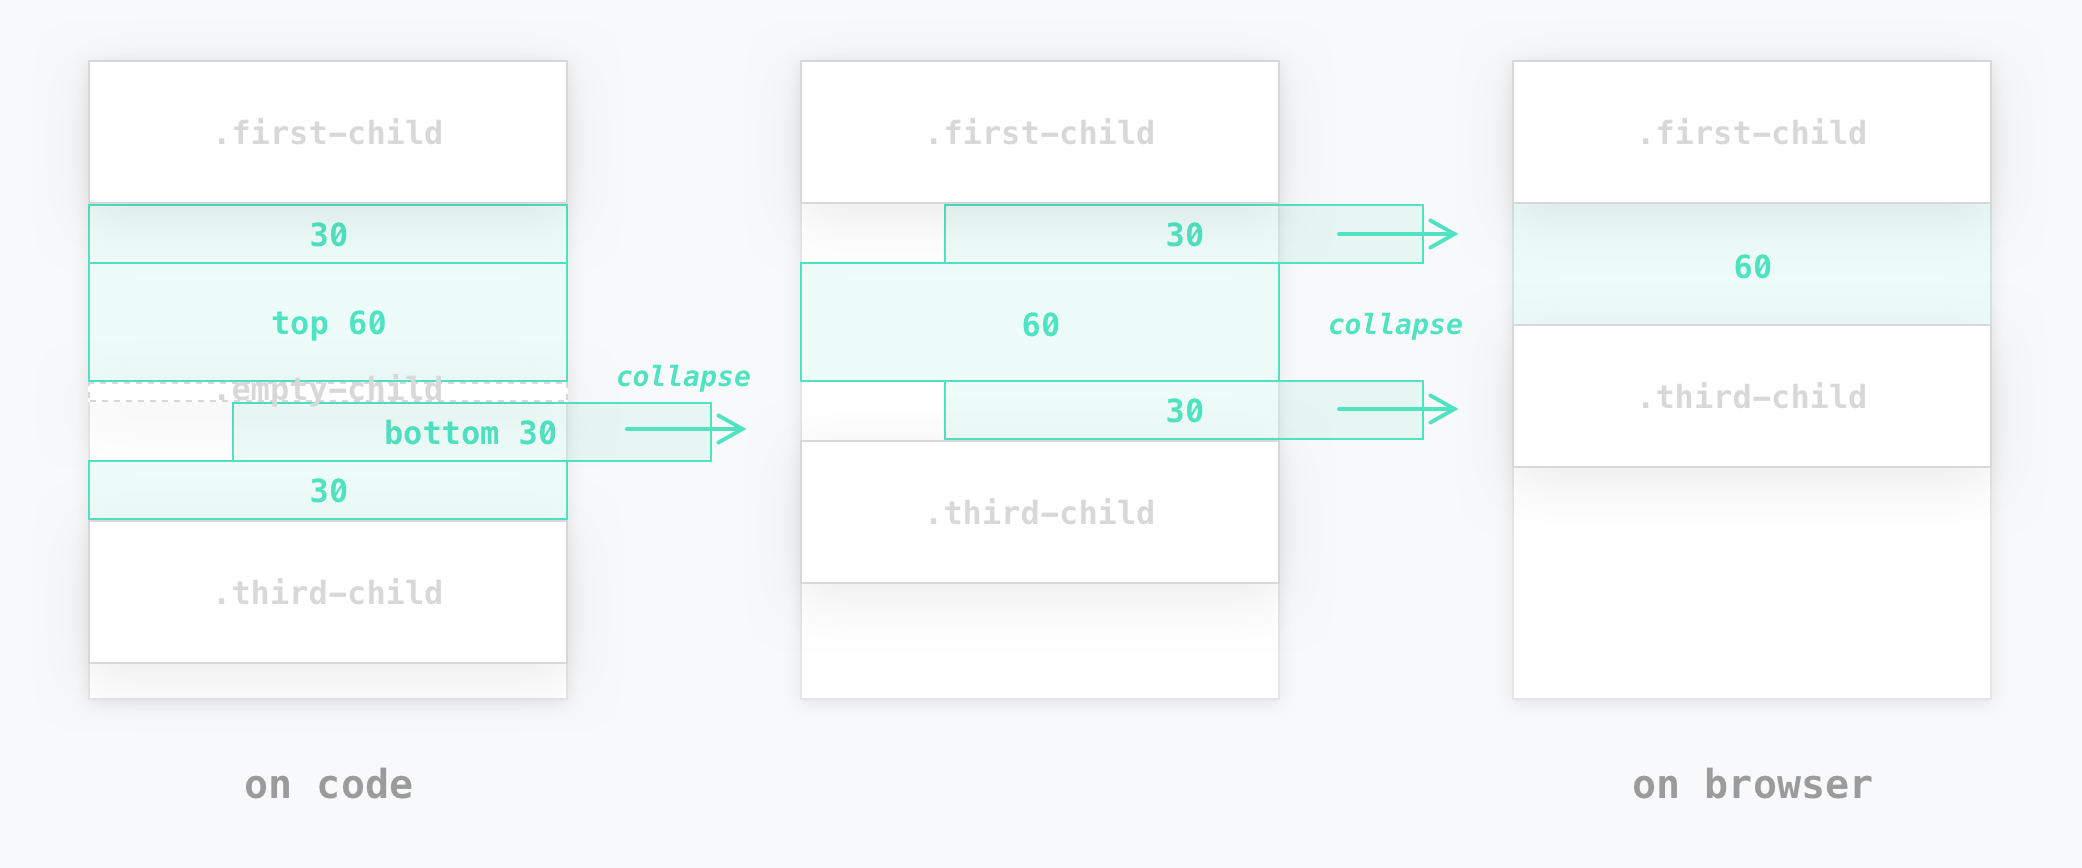 .first-child
30
top 60
.empty-child
bottom 30
30
.third-child
on code
collapse
.first-child
30
60
30
.third-child
collapse
.first-child
60
.third-child
on browser